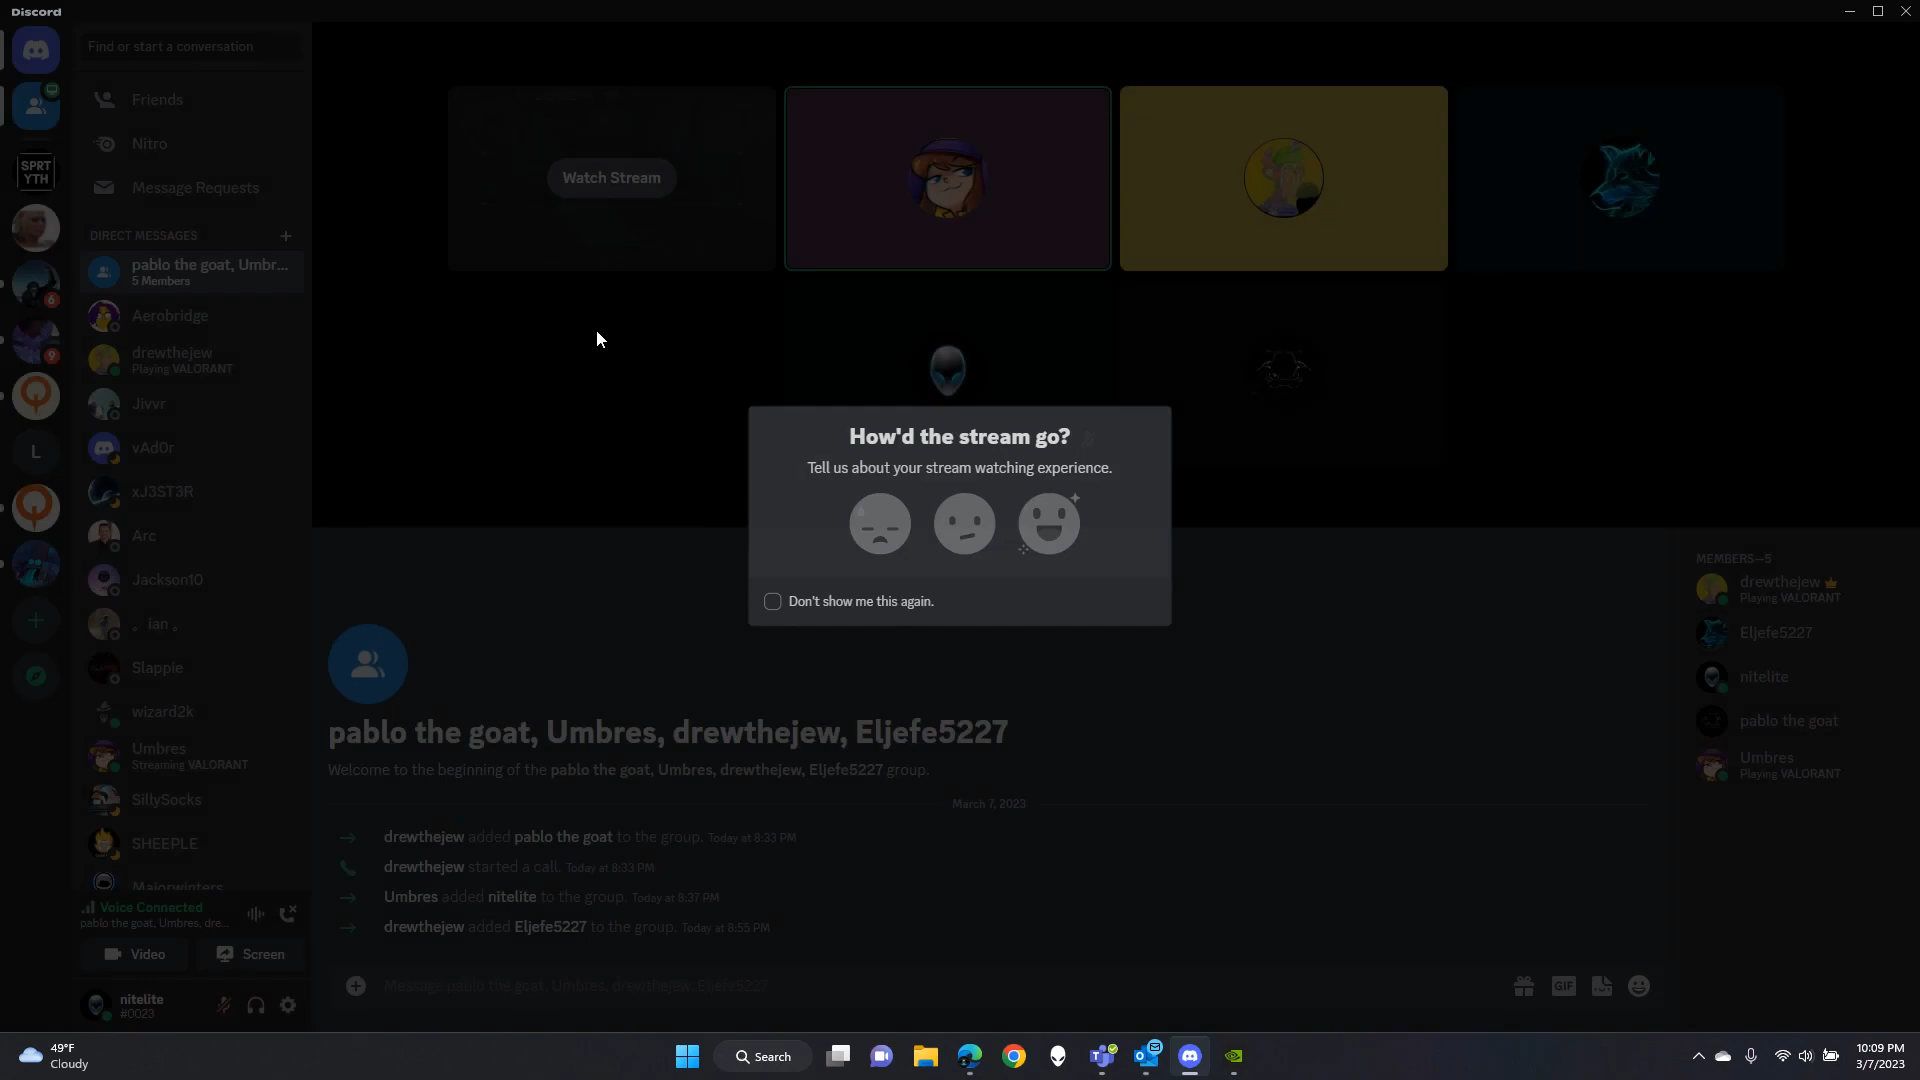 Discord
Find or start a conversation
Friends
Nitro
SPRT
YTH
Message Requests
DIRECT MESSAGES
pablo the goat, Umbr...
5 Members
Aerobridge
drewthejew
Playing VALORANT
6
9
Jivvr
vAd0r
L
xJ3ST3R
Arc
Jackson10
。ian 。
Slappie
wizard2k
Umbres
Streaming VALORANT
SillySocks
SHEEPLE
Majorwinters
Voice Connected
pablo the goat, Umbres, dre...
Video
Screen
nitelite
#0023
Watch Stream
How'd the stream go?
Tell us about your stream watching experience.
Don't show me this again.
pablo the goat, Umbres, drewthejew, Eljefe5227
Welcome to the beginning of the pablo the goat, Umbres, drewthejew, Eljefe5227 group.
March 7, 2023
drewthejew added pablo the goat to the group. Today at 8:33 PM
drewthejew started a call. Today at 8:33 PM
Umbres added nitelite to the group. Today at 8:37 PM
drewthejew added Eljefe5227 to the group. Today at 8:55 PM
Message pablo the goat, Umbres, drewthejew, Eljefe5227
GIF
MEMBERS—5
drewthejew
Playing VALORANT
Eljefe5227
nitelite
pablo the goat
Umbres
Playing VALORANT
49°F
Cloudy
Search
10:09 PM
3/7/2023